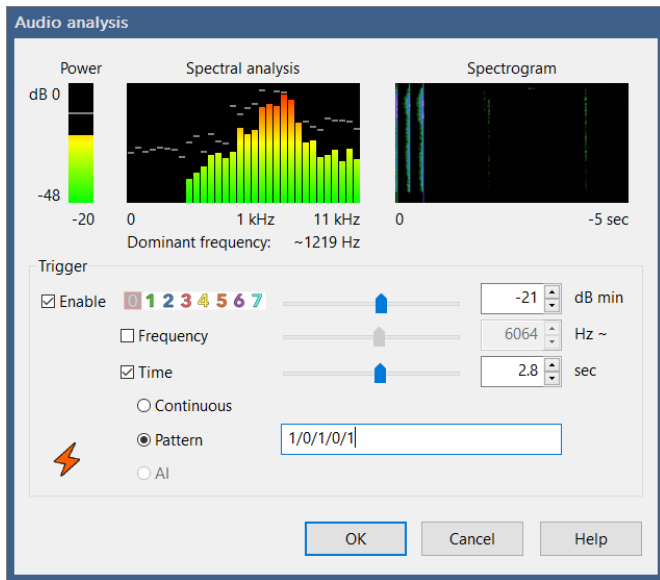 Audio analysis
Power Spectral analysis Spectrogram
dB 0
-48
-20 0 1 kHz 11 kHz 0 -5 sec
Dominant frequency: ~1219 Hz
Trigger
Enable 0 1 2 3 4 5 6 7 -21 dB min
Frequency 6064 Hz ~
Time 2.8 sec
Continuous
Pattern 1/0/1/0/1
AI
OK Cancel Help